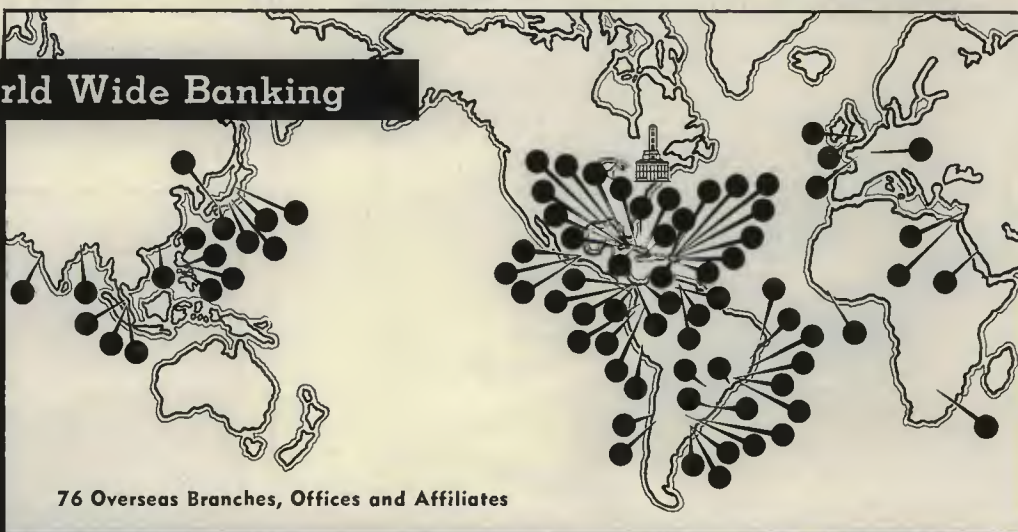 rld Wide Banking
76 Overseas Branches, Offices and Affiliates